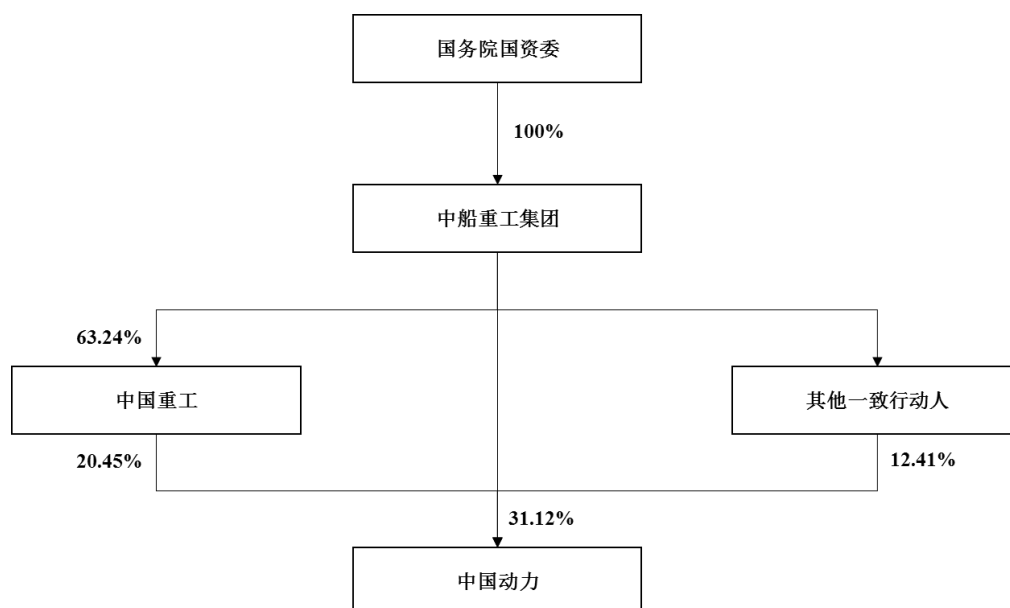 国务院国资委
100%
中船重工集团
63.24%
中国重工
其他一致行动人
20.45%
12.41%
31.12%
中国动力